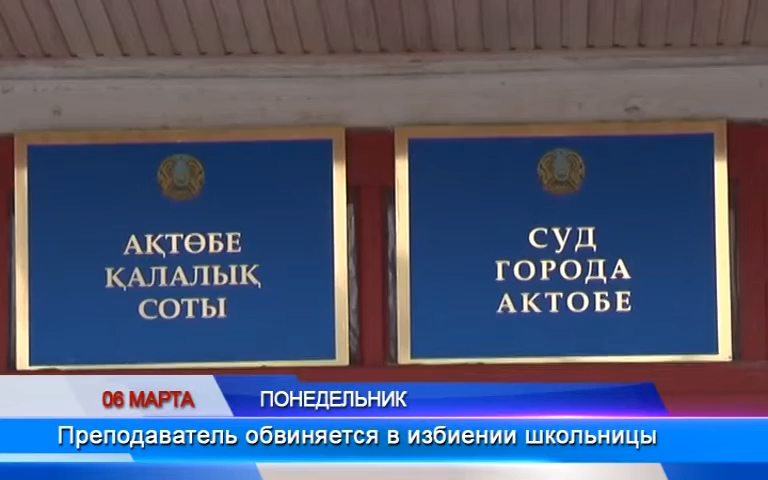 АҚТӨБЕ
ҚАЛАЛЫҚ
СОТЫ
СУД
ГОРОДА
АКТОБЕ
06 МАРТА
ПОНЕДЕЛЬНИК
Преподаватель обвиняется в избиении школьницы